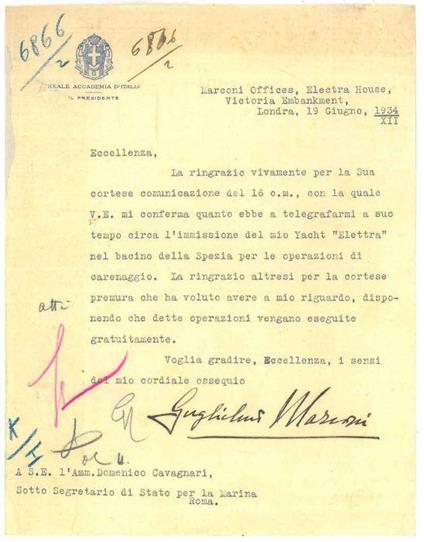 6866/2
6866/2
REALE ACCADEMIA D'ITALIA
IL PRESIDENTE
Marconi Offices, Electra House,
Victoria Embankment,
Londra, 19 Giugno, 1934
XII
Eccellenza,
La ringrazio vivamente per la Sua
cortese comunicazione del 16 c.m., con la quale
V.E. mi conferma quanto ebbe a telegrafarmi a suo
tempo circa l'immissione del mio Yacht "Elettra"
nel bacino della Spezia per le operazioni di
carenaggio. La ringrazio altresi per la cortese
premura che ha voluto avere a mio riguardo, dispo-
nendo che dette operazioni vengano eseguite
gratuitamente.
atti
Voglia gradire, Eccellenza, i sensi
del mio cordiale ossequio
Guglielmo Marconi
A S.E. l'Amm.Domenico Cavagnari,
Sotto Segretario di Stato per la Marina
Roma.